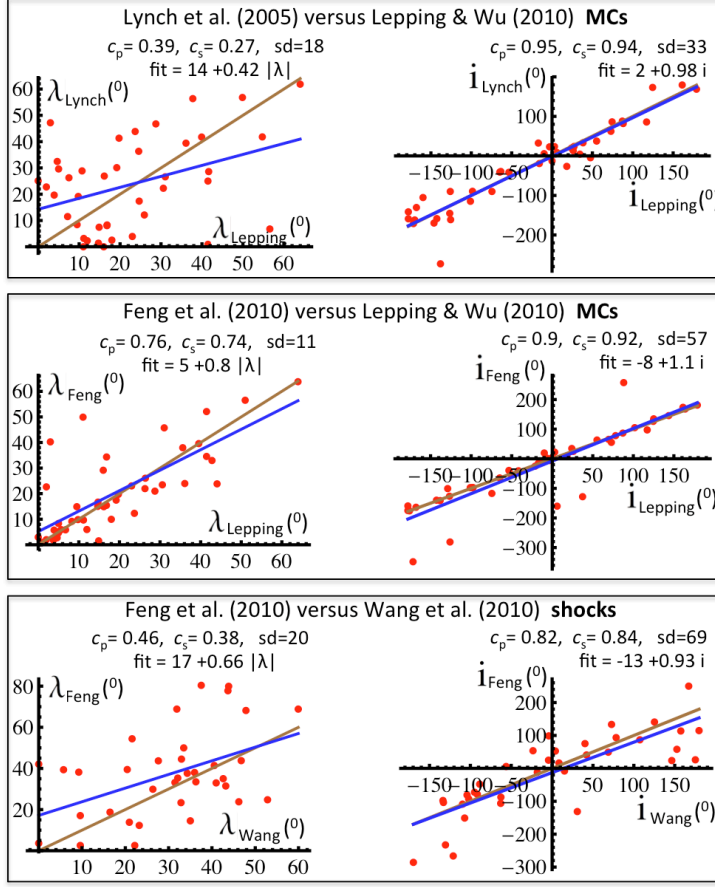 Lynch et al. (2005) versus Lepping & Wu (2010) MCs
cp= 0.39, cs= 0.27, sd=18
fit = 14 +0.42 |λ|
λLynch(⁰)
60
50
40
30
20
10
0
10 20 30 40 50 60
λLepping(⁰)
cp= 0.95, cs= 0.94, sd=33
fit = 2 +0.98 i
iLynch(⁰)
100
−150 −100 −50 50 100 150
−100
−200
iLepping(⁰)
Feng et al. (2010) versus Lepping & Wu (2010) MCs
cp= 0.76, cs= 0.74, sd=11
fit = 5 +0.8 |λ|
λFeng(⁰)
60
50
40
30
20
10
0
10 20 30 40 50 60
λLepping(⁰)
cp= 0.9, cs= 0.92, sd=57
fit = -8 +1.1 i
iFeng(⁰)
200
100
−150 −100 −50 50 100 150
−100
−200
−300
iLepping(⁰)
Feng et al. (2010) versus Wang et al. (2010) shocks
cp= 0.46, cs= 0.38, sd=20
fit = 17 +0.66 |λ|
λFeng(⁰)
80
60
40
20
0
10 20 30 40 50 60
λWang(⁰)
cp= 0.82, cs= 0.84, sd=69
fit = -13 +0.93 i
iFeng(⁰)
200
100
−150 −100 −50 50 100 150
−100
−200
−300
iWang(⁰)